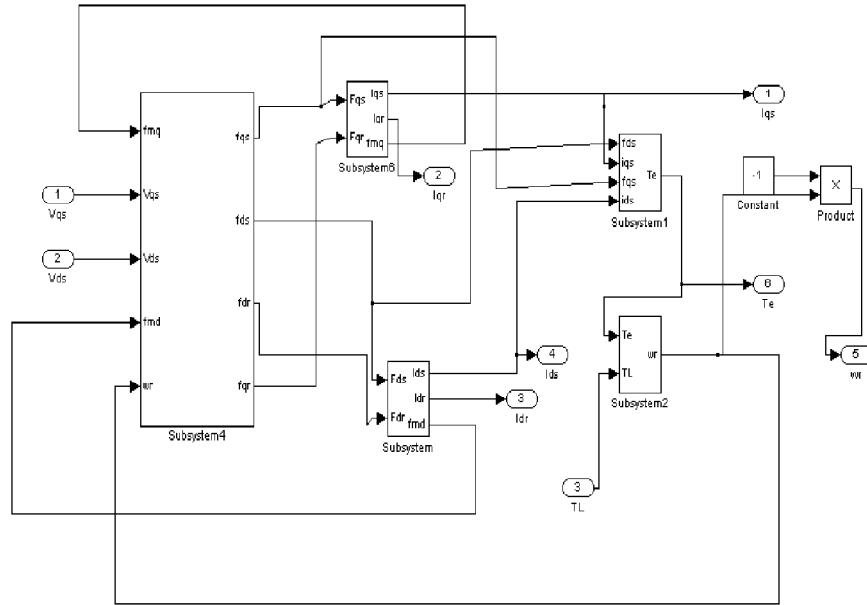 fmq
Vqs
Vds
fmd
wr
fqs
fds
fdr
fqr
Subsystem4
1
Vqs
2
Vds
Fqs
Fqr
Iqs
Iqr
fmq
Subsystem6
2
Iqr
1
Iqs
fds
iqs
fqs
ids
Te
Subsystem1
-1
Constant
X
Product
6
Te
Te
TL
wr
Subsystem2
5
wr
Fds
Fdr
Ids
Idr
fmd
Subsystem
4
Ids
3
Idr
3
TL